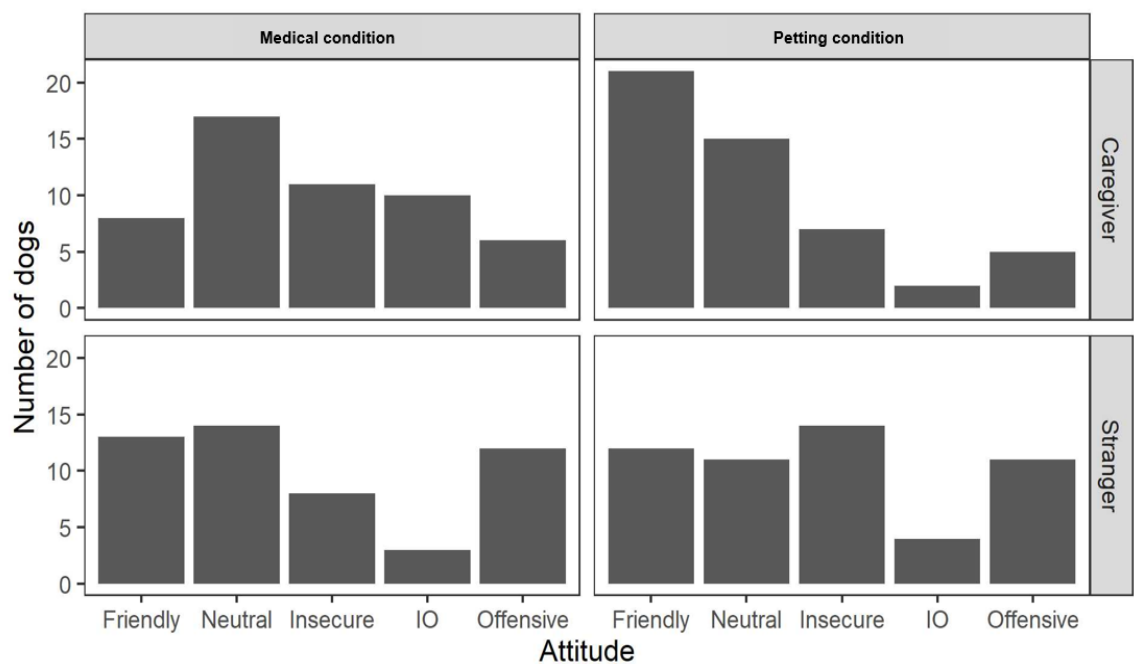 Medical condition
Petting condition
Number of dogs
20
15
10
5
0
Caregiver
20
15
10
5
0
Stranger
Friendly Neutral Insecure IO Offensive
Friendly Neutral Insecure IO Offensive
Attitude